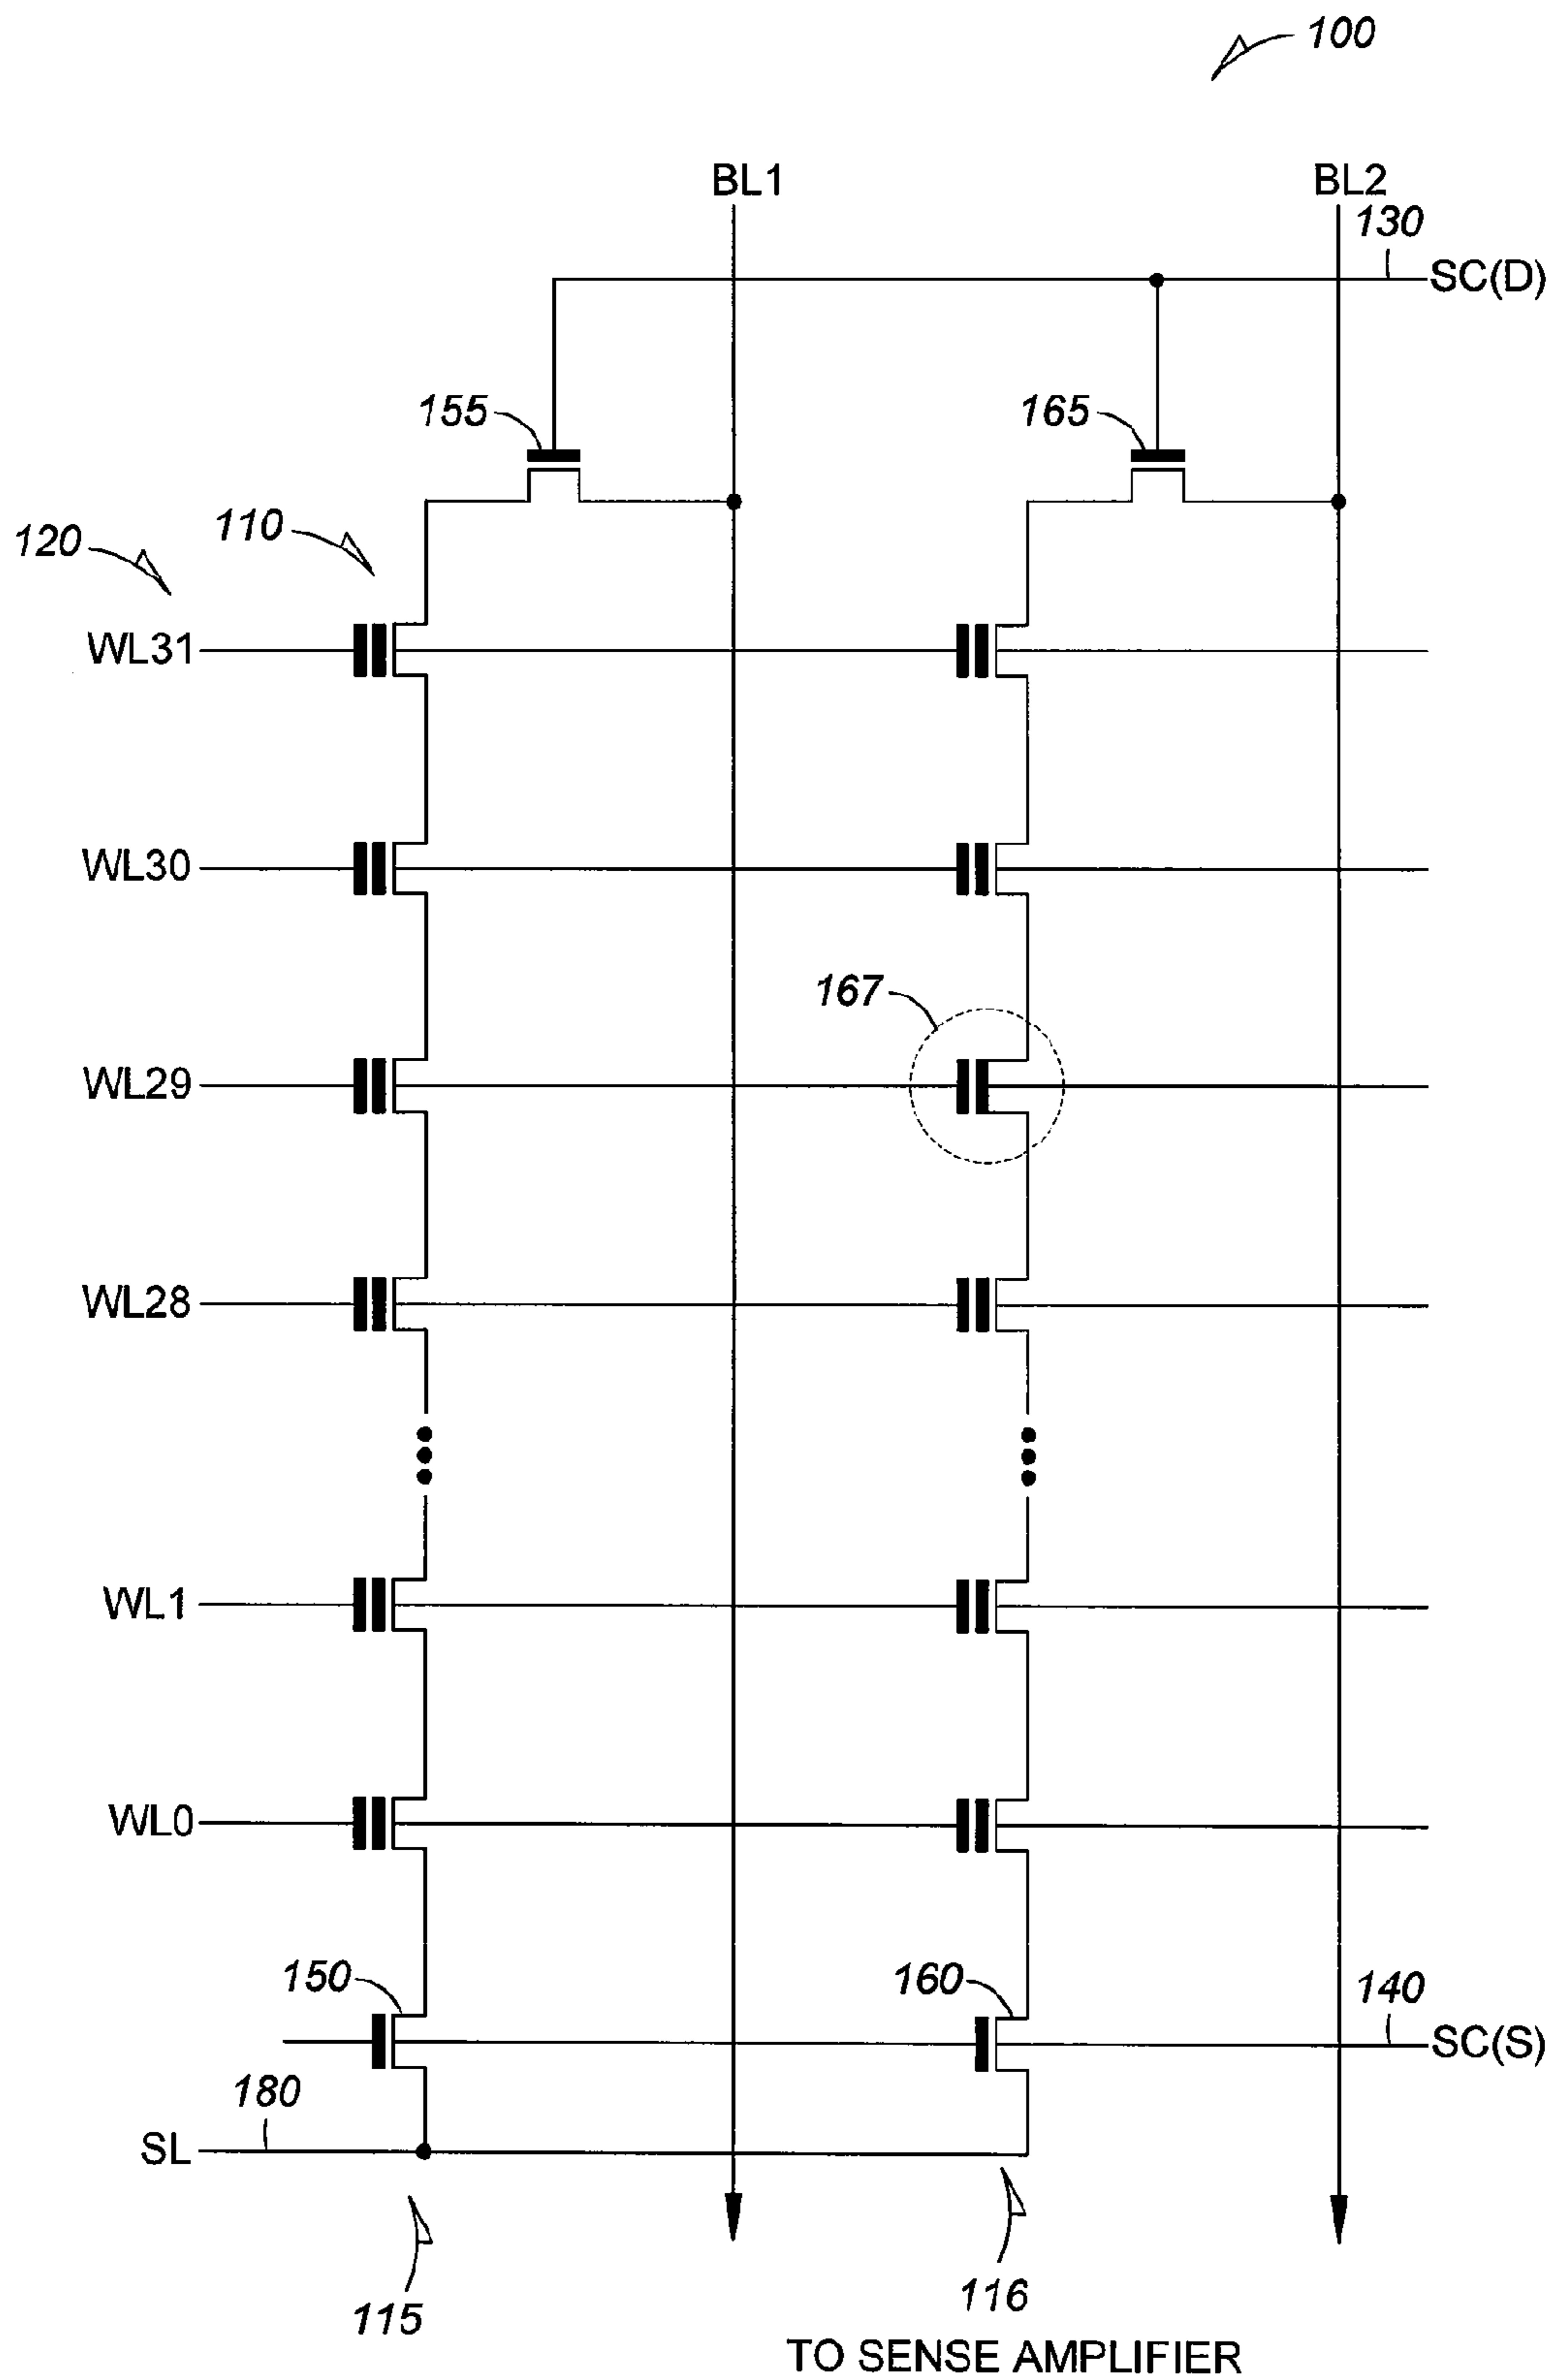 100
BL1
BL2
130
SC(D)
155
165
120
110
WL31
WL30
167
WL29
WL28
WL1
WL0
150
160
140
SC(S)
180
SL
115
116
TO SENSE AMPLIFIER